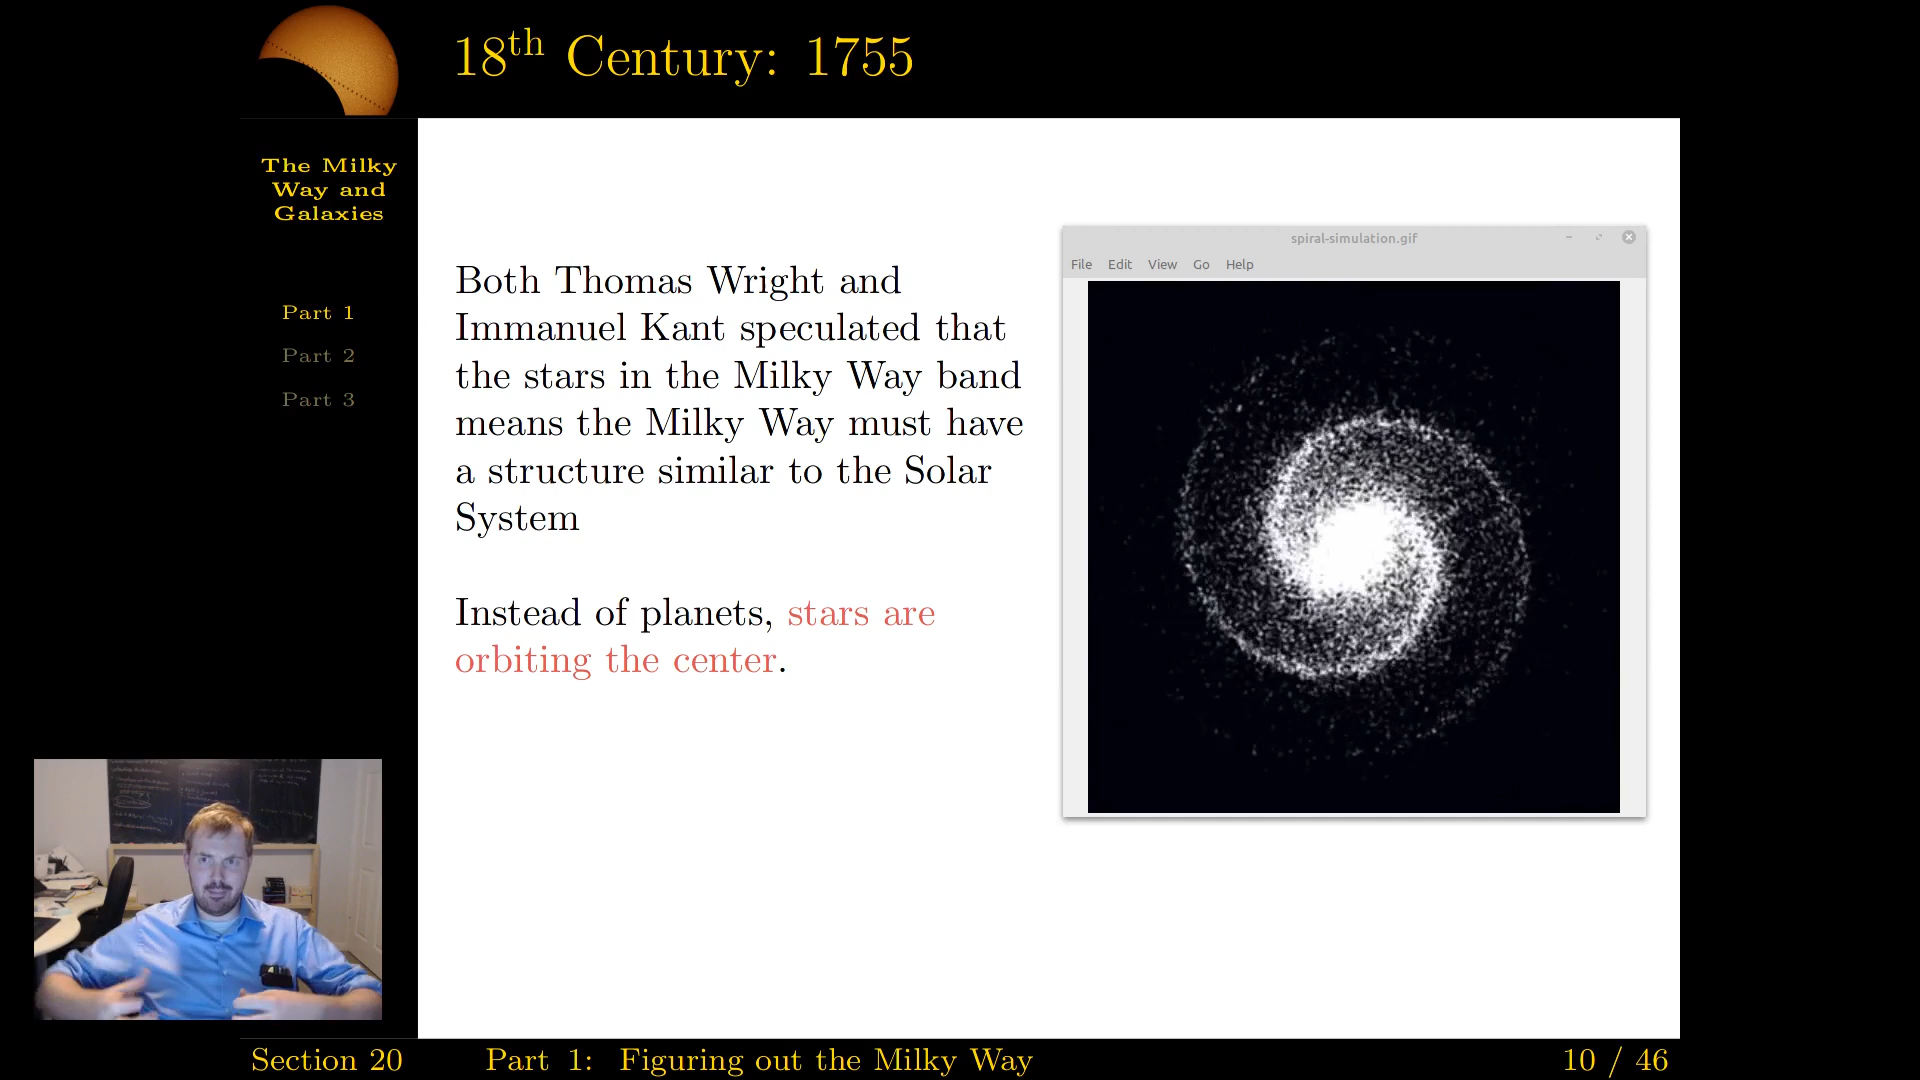 18th Century: 1755
The Milky
Way and
Galaxies
Part 1
Part 2
Part 3
Both Thomas Wright and
Immanuel Kant speculated that
the stars in the Milky Way band
means the Milky Way must have
a structure similar to the Solar
System
Instead of planets, stars are
orbiting the center.
spiral-simulation.gif
File Edit View Go Help
Section 20
Part 1: Figuring out the Milky Way
10 / 46